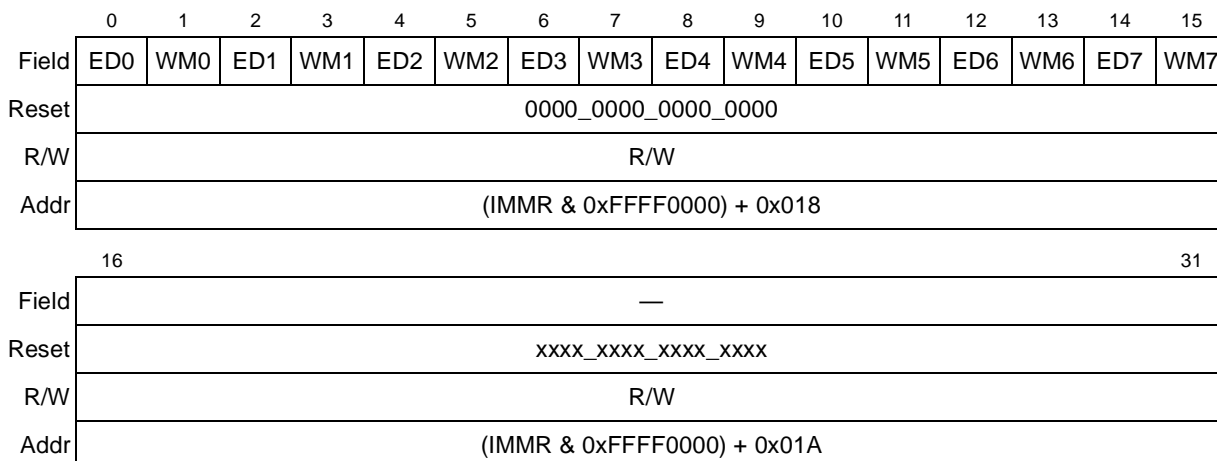 0 1 2 3 4 5 6 7 8 9 10 11 12 13 14 15
Field ED0 WM0 ED1 WM1 ED2 WM2 ED3 WM3 ED4 WM4 ED5 WM5 ED6 WM6 ED7 WM7
Reset 0000_0000_0000_0000
R/W R/W
Addr (IMMR & 0xFFFF0000) + 0x018
16 31
Field —
Reset xxxx_xxxx_xxxx_xxxx
R/W R/W
Addr (IMMR & 0xFFFF0000) + 0x01A